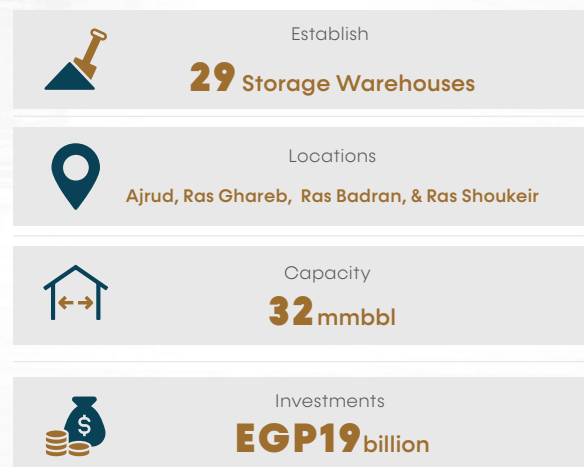 Establish
29 Storage Warehouses
Locations
Ajrud, Ras Ghareb, Ras Badran, & Ras Shoukeir
Capacity
32 mmbbl
Investments
$
EGP19 billion